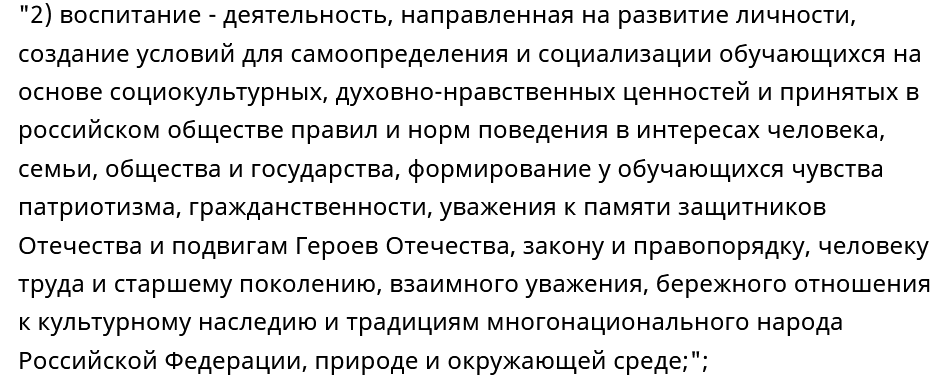 "2) воспитание - деятельность, направленная на развитие личности,
создание условий для самоопределения и социализации обучающихся на
основе социокультурных, духовно-нравственных ценностей и принятых в
российском обществе правил и норм поведения в интересах человека,
семьи, общества и государства, формирование у обучающихся чувства
патриотизма, гражданственности, уважения к памяти защитников
Отечества и подвигам Героев Отечества, закону и правопорядку, человеку
труда и старшему поколению, взаимного уважения, бережного отношения
к культурному наследию и традициям многонационального народа
Российской Федерации, природе и окружающей среде;";